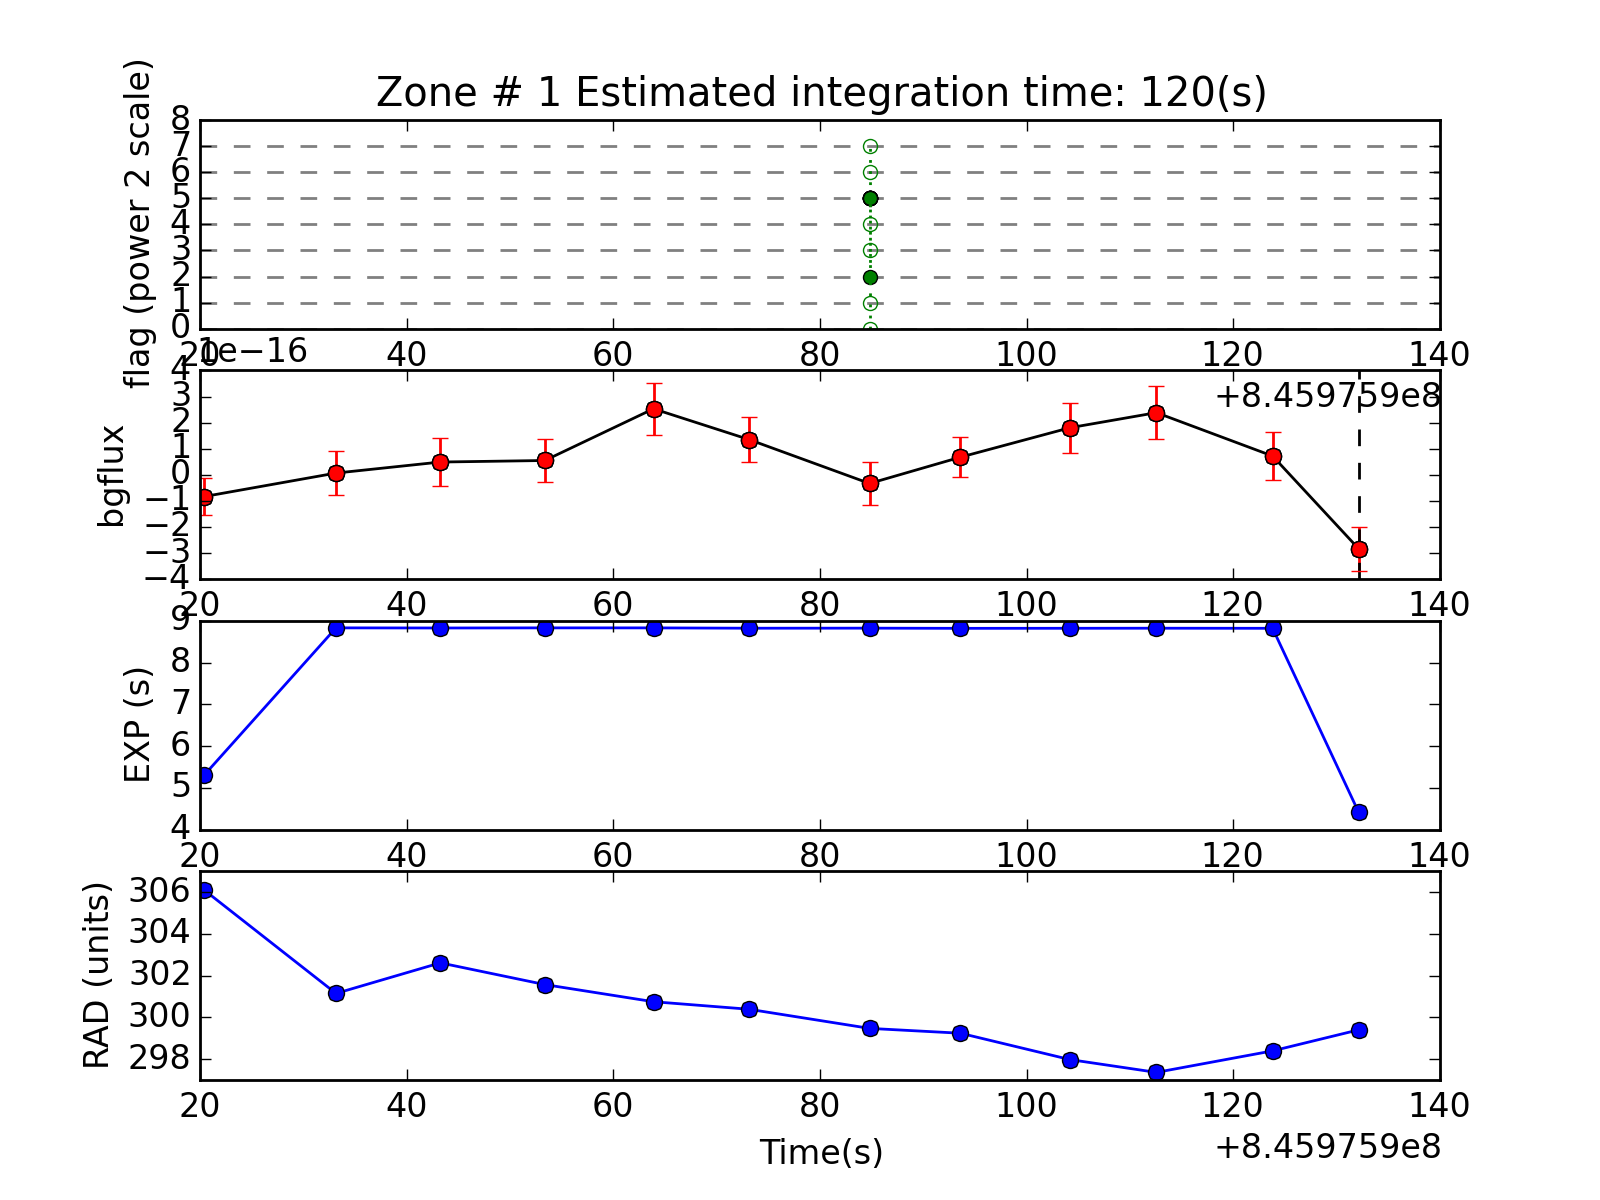 Zone # 1 Estimated integration time: 120(s)
flag (power 2 scale)
8
7
6
5
4
3
2
1
0
20 40 60 80 100 120 140
1e−16
+8.459759e8
bgflux
4
3
2
1
0
−1
−2
−3
−4
20 40 60 80 100 120 140
EXP (s)
9
8
7
6
5
4
20 40 60 80 100 120 140
RAD (units)
306
304
302
300
298
20 40 60 80 100 120 140
Time(s)
+8.459759e8